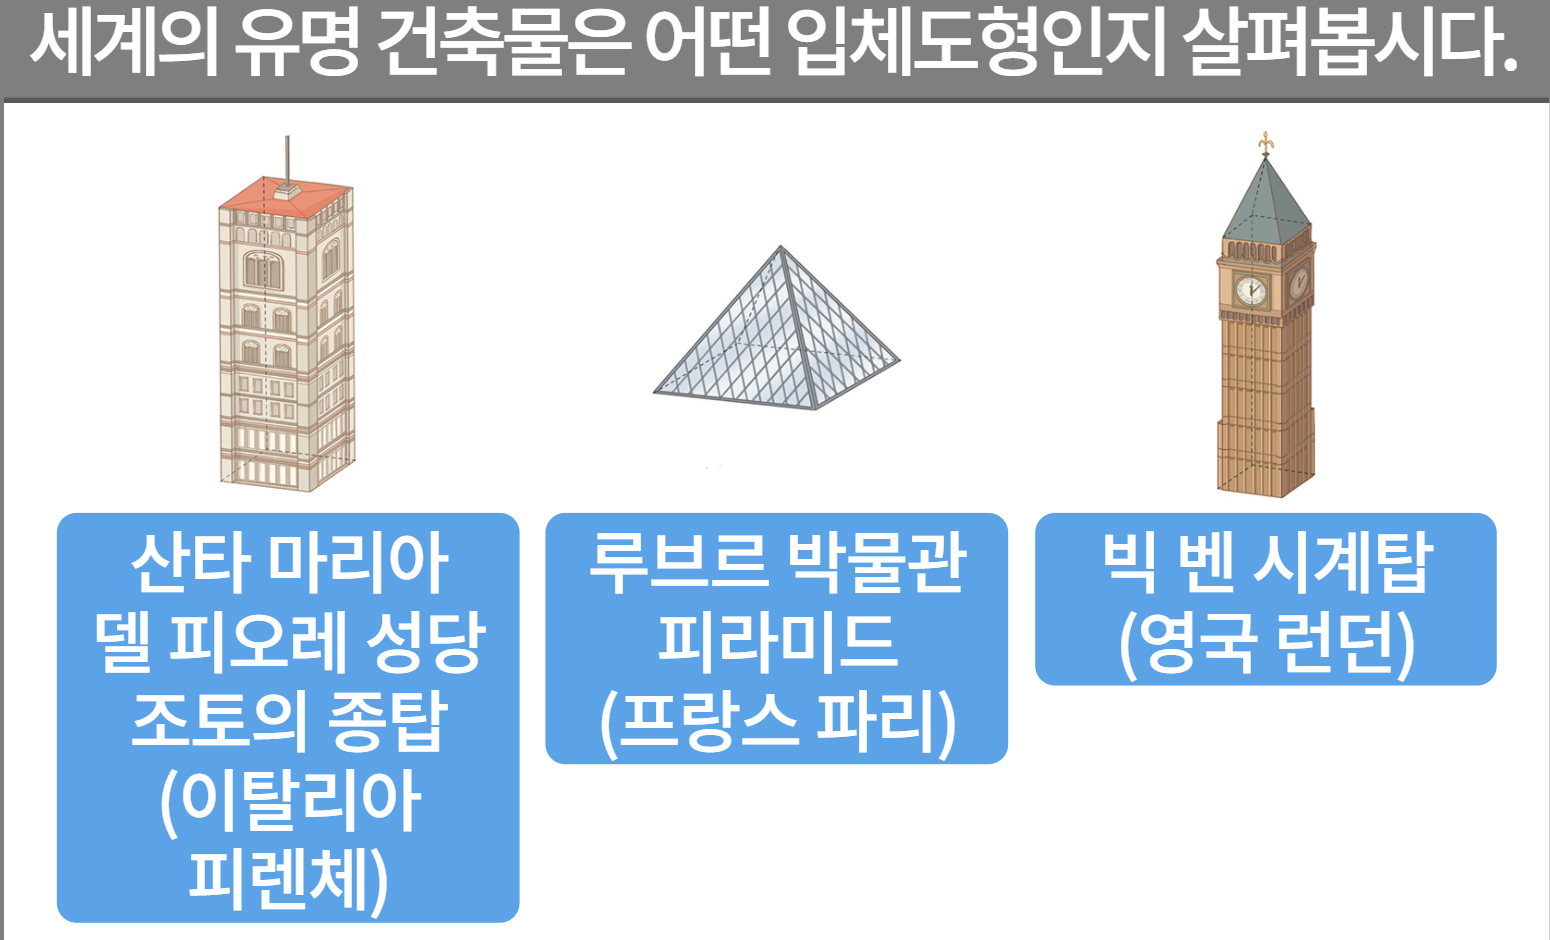 세계의 유명 건축물은 어떤 입체도형인지 살펴봅시다.
산타 마리아
델 피오레 성당
조토의 종탑
(이탈리아
피렌체)
루브르 박물관
피라미드
(프랑스 파리)
빅 벤 시계탑
(영국 런던)